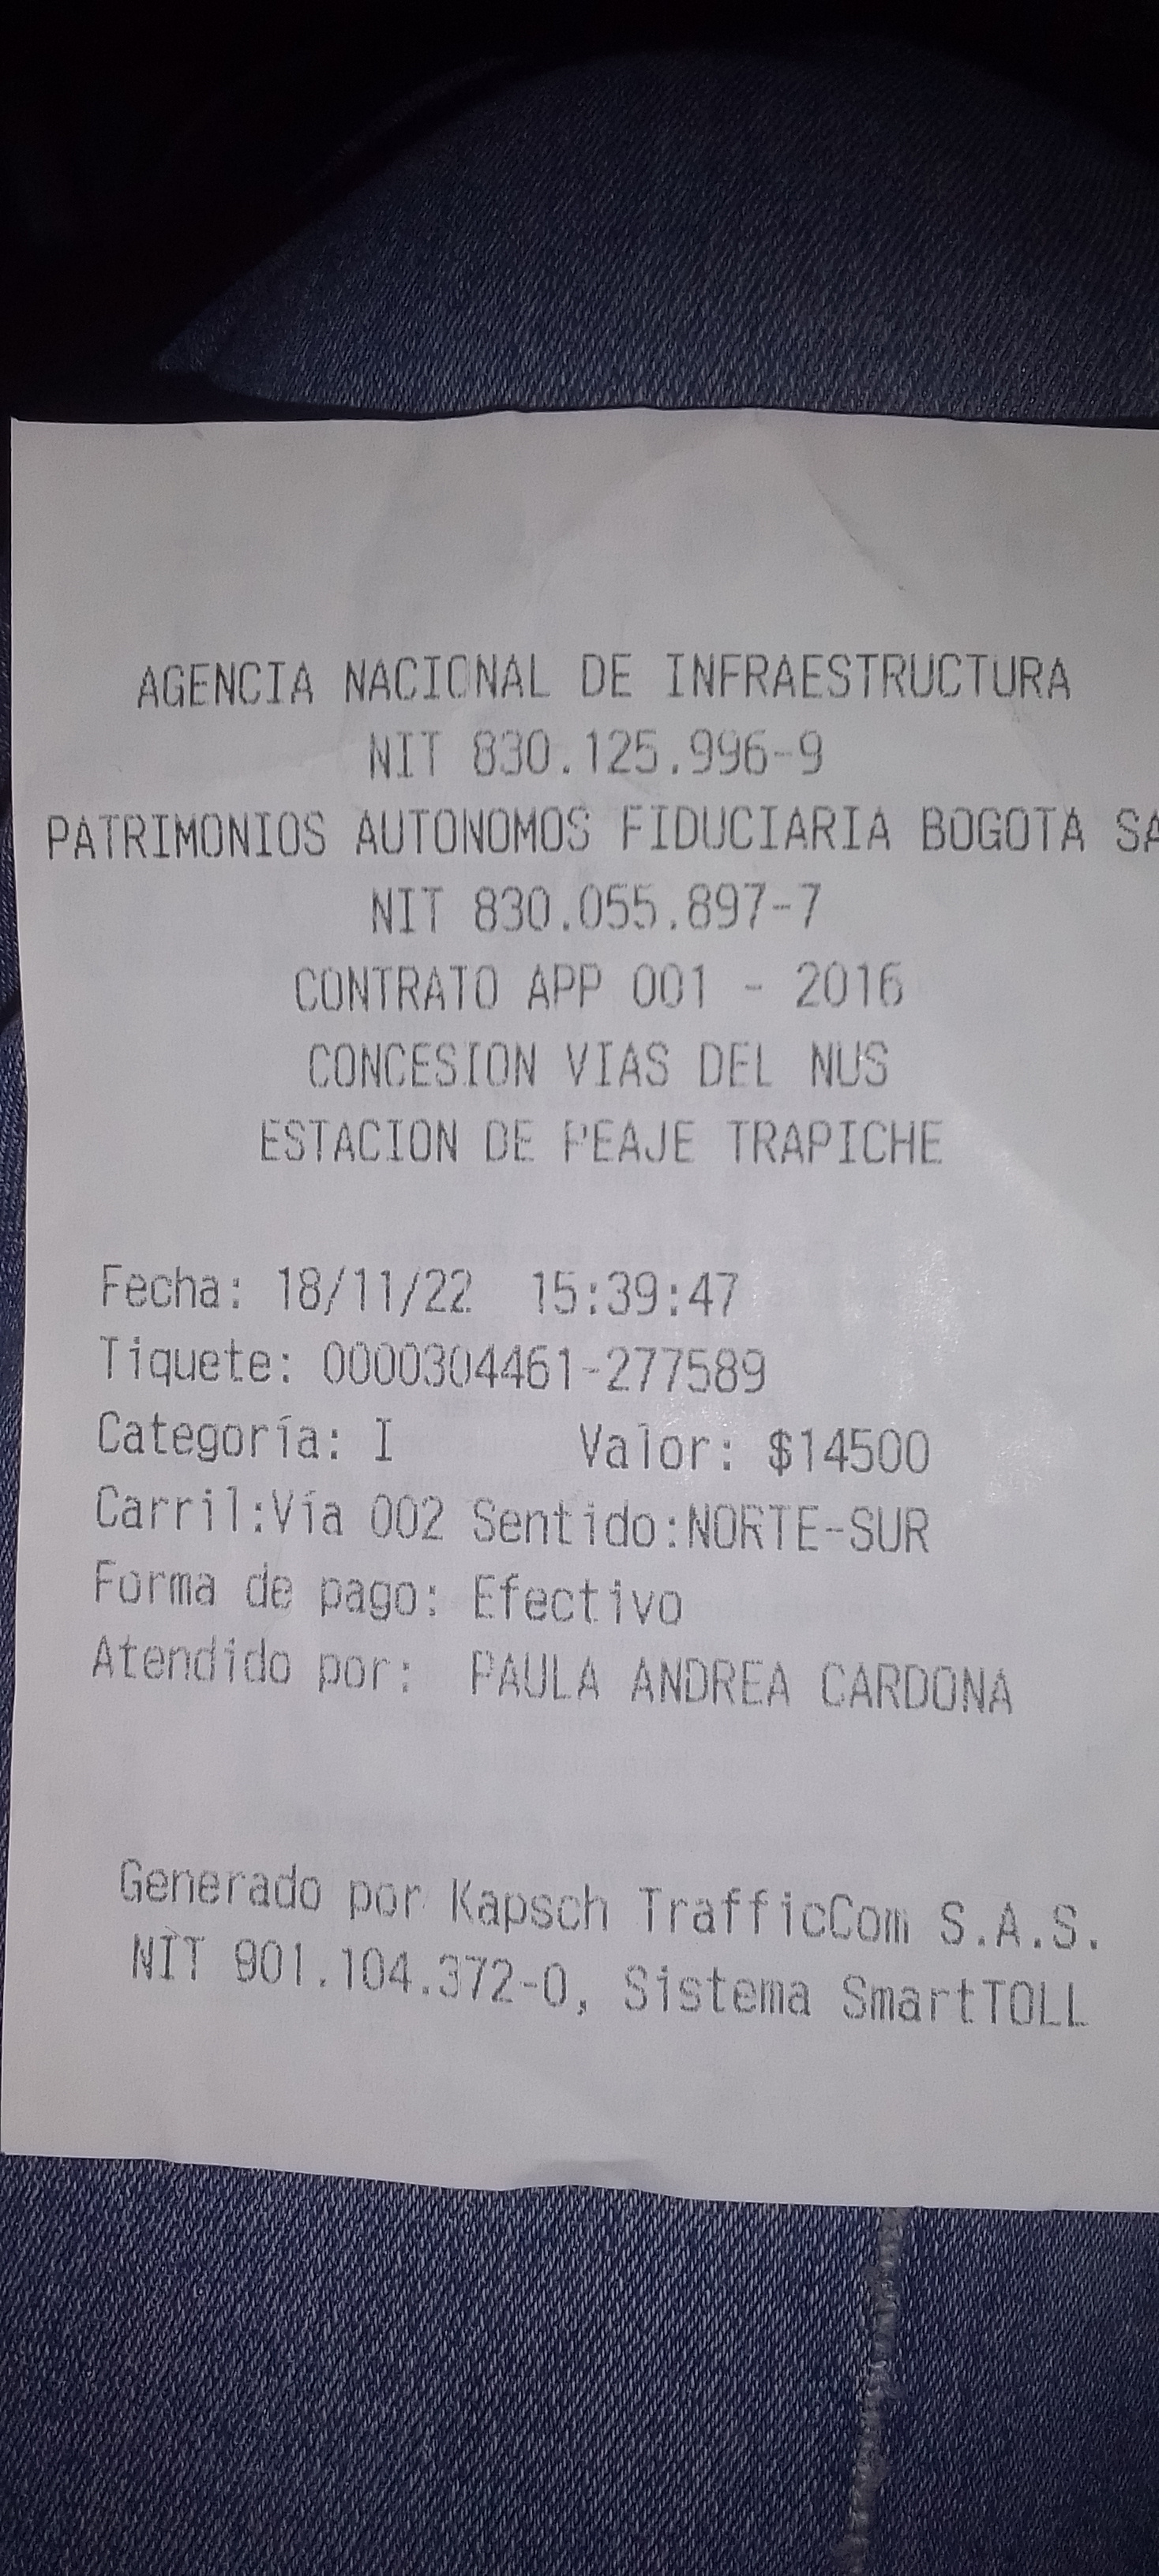 AGENCIA NACIONAL DE INFRAESTRUCTURA
NIT 830.125.996-9
PATRIMONIOS AUTONOMOS FIDUCIARIA BOGOTA SA
NIT 830.055.897-7
CONTRATO APP 001 - 2016
CONCESION VIAS DEL NUS
ESTACION DE PEAJE TRAPICHE
Fecha: 18/11/22 15:39:47
Tiquete: 0000304461-277589
Categoría: I Valor: $14500
Carril:Vía 002 Sentido:NORTE-SUR
Forma de pago: Efectivo
Atendido por: PAULA ANDREA CARDONA
Generado por Kapsch TrafficCom S.A.S.
NIT 901.104.372-0, Sistema SmartTOLL